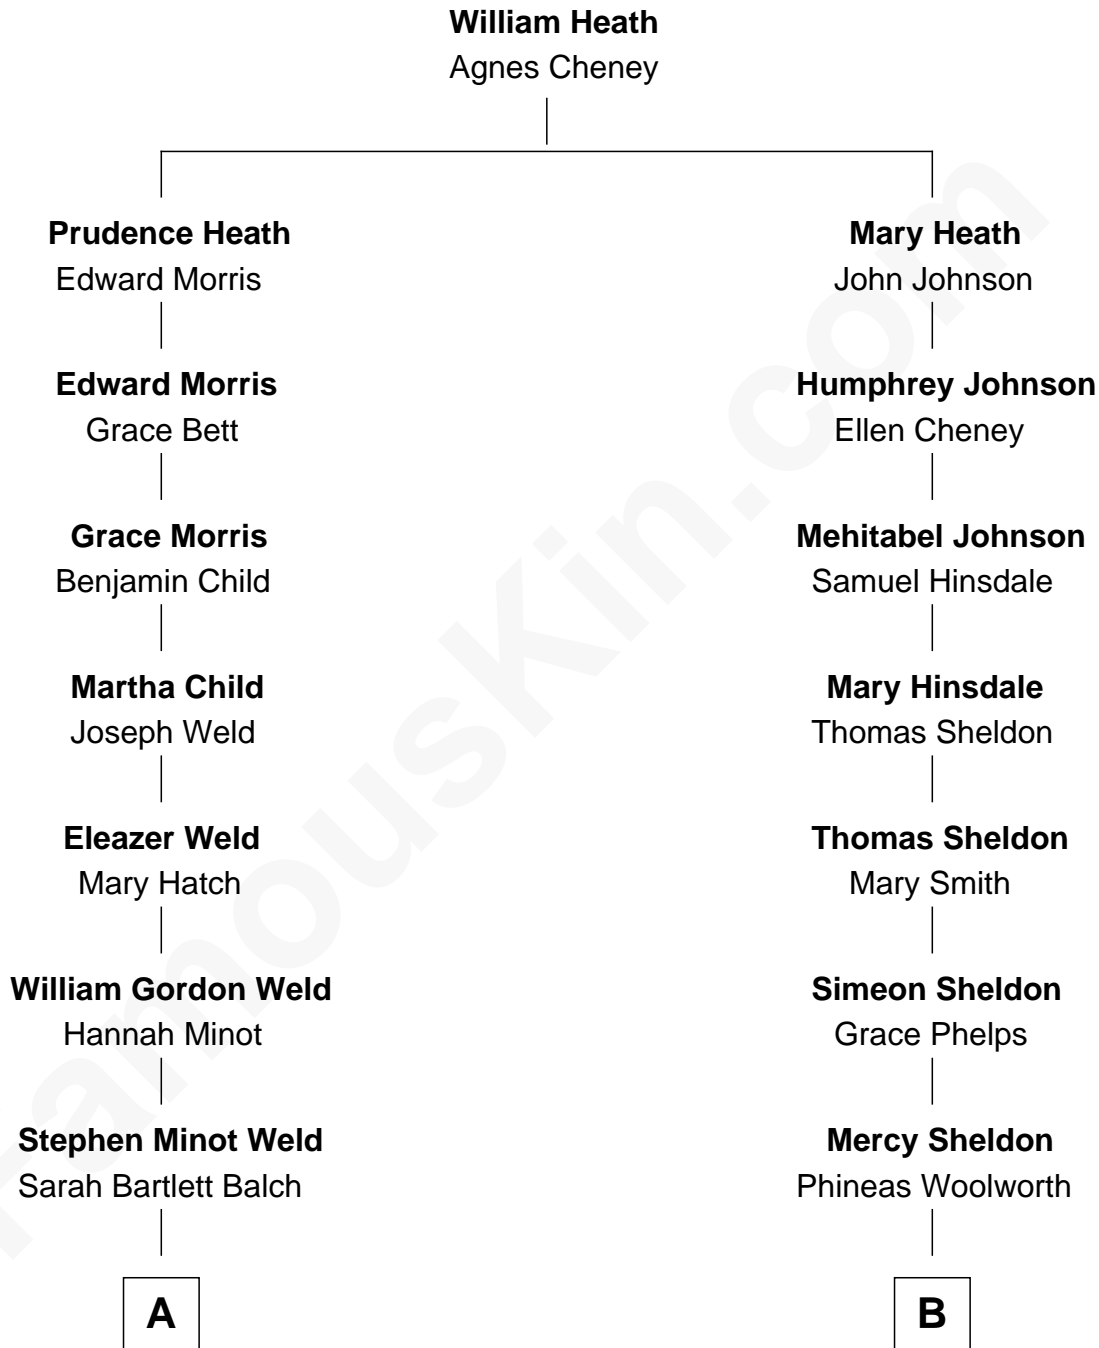 William Heath
Agnes Cheney
Prudence Heath
Edward Morris
Mary Heath
John Johnson
Edward Morris
Grace Bett
Humphrey Johnson
Ellen Cheney
Grace Morris
Benjamin Child
Mehitabel Johnson
Samuel Hinsdale
Martha Child
Joseph Weld
Mary Hinsdale
Thomas Sheldon
Eleazer Weld
Mary Hatch
Thomas Sheldon
Mary Smith
William Gordon Weld
Hannah Minot
Simeon Sheldon
Grace Phelps
Stephen Minot Weld
Sarah Bartlett Balch
Mercy Sheldon
Phineas Woolworth
A
B
FamousKin.com